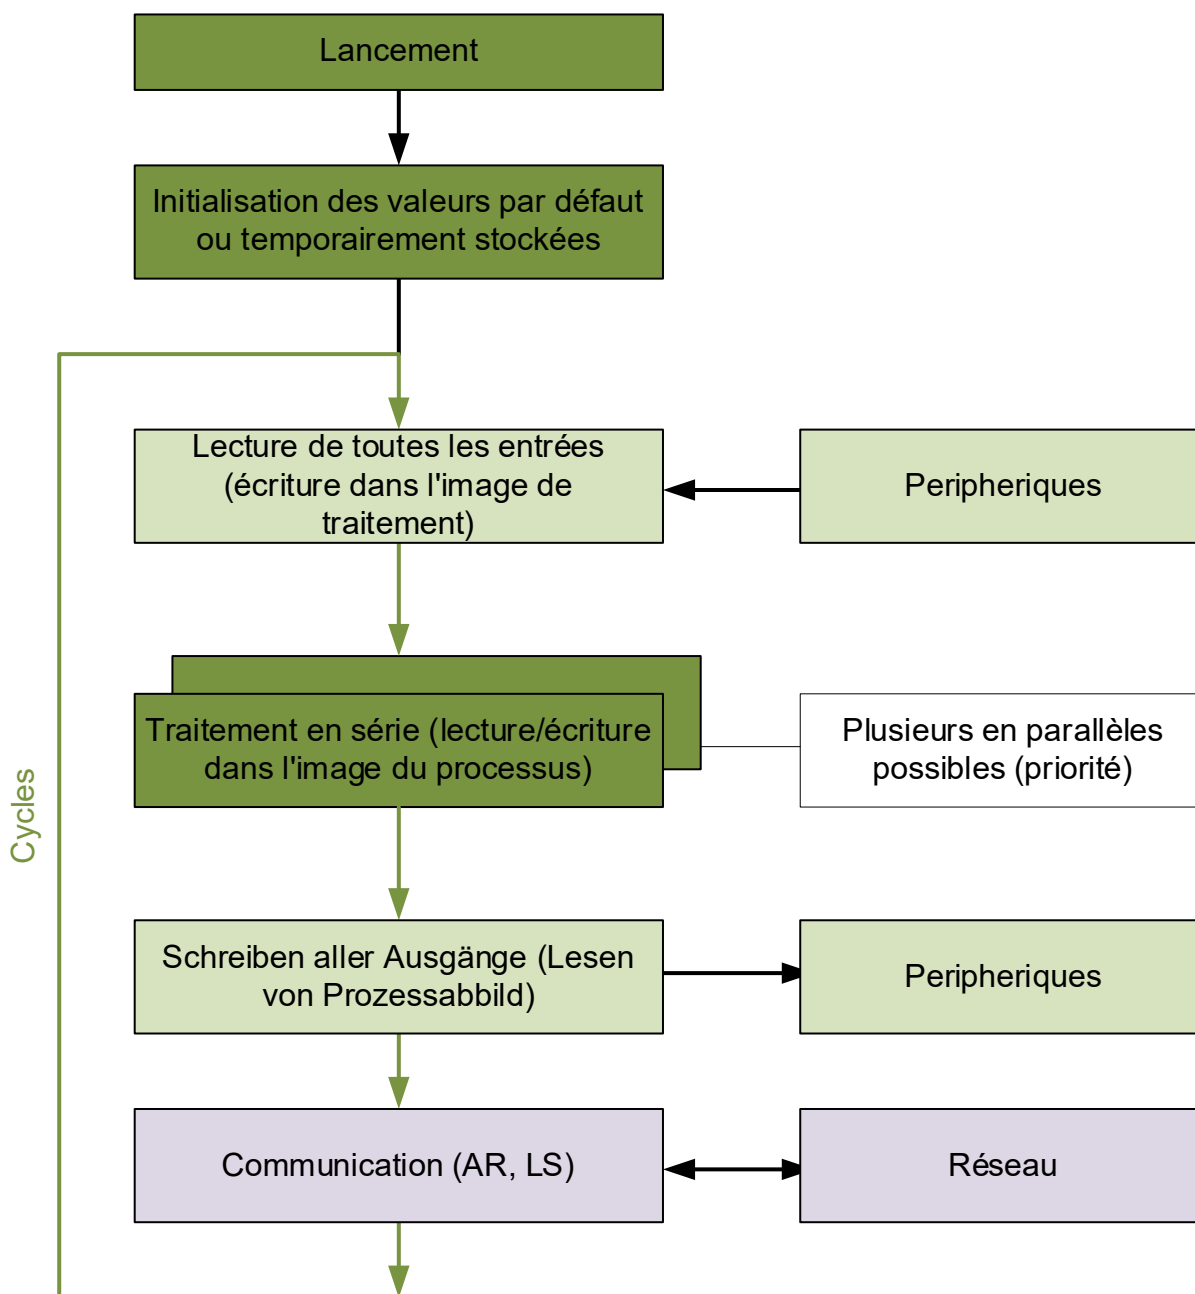 Lancement
Initialisation des valeurs par défaut
ou temporairement stockées
Lecture de toutes les entrées
(écriture dans l'image de
traitement)
Peripheriques
Traitement en série (lecture/écriture
dans l'image du processus)
Plusieurs en parallèles
possibles (priorité)
Cycles
Schreiben aller Ausgänge (Lesen
von Prozessabbild)
Peripheriques
Communication (AR, LS)
Réseau